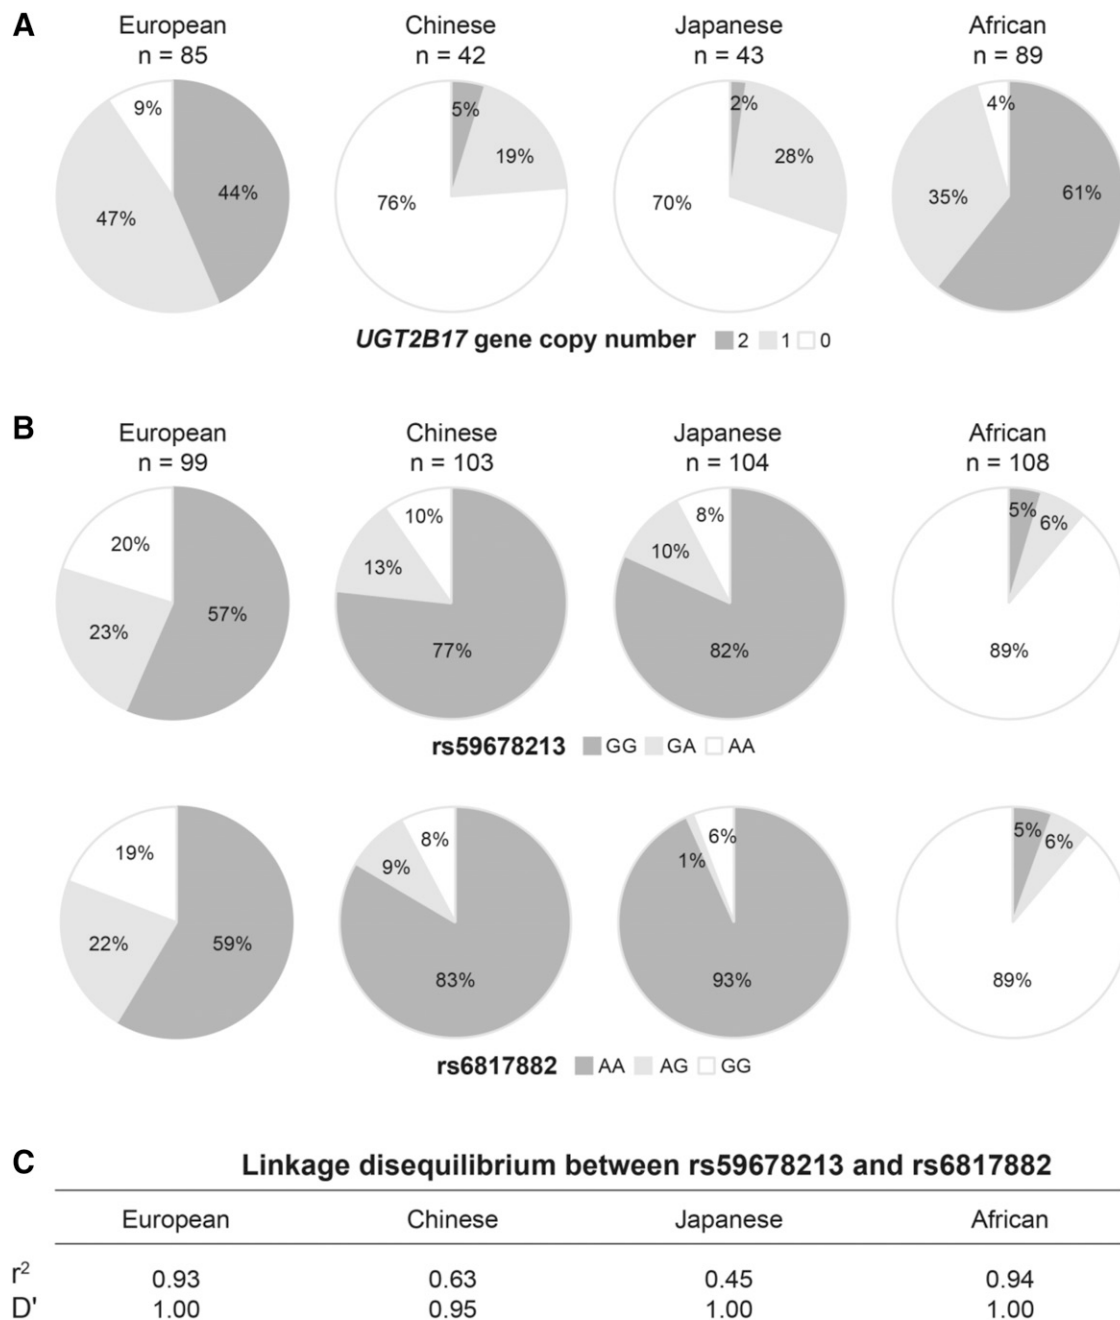 A
European Chinese Japanese African
n = 85 n = 42 n = 43 n = 89
9% 44% 47%
5% 19% 76%
2% 28% 70%
4% 61% 35%
UGT2B17 gene copy number 2 1 0
B
European Chinese Japanese African
n = 99 n = 103 n = 104 n = 108
20% 23% 57%
10% 13% 77%
8% 10% 82%
5% 6% 89%
rs59678213 GG GA AA
19% 22% 59%
8% 9% 83%
6% 1% 93%
5% 6% 89%
rs6817882 AA AG GG
C
Linkage disequilibrium between rs59678213 and rs6817882
European Chinese Japanese African
r² 0.93 0.63 0.45 0.94
D' 1.00 0.95 1.00 1.00